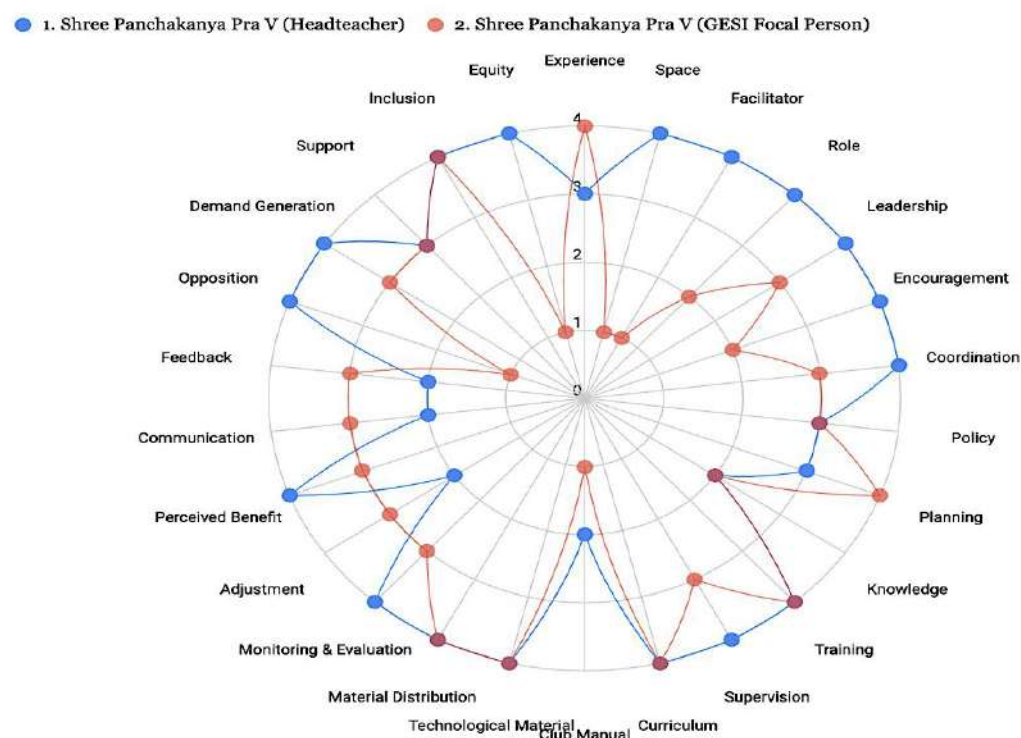 1. Shree Panchakanya Pra V (Headteacher) 2. Shree Panchakanya Pra V (GESI Focal Person)
Experience
Space
Facilitator
Role
Leadership
Encouragement
Coordination
Policy
Planning
Knowledge
Training
Supervision
Curriculum
Club Manual
Technological Material
Material Distribution
Monitoring & Evaluation
Adjustment
Perceived Benefit
Communication
Feedback
Opposition
Demand Generation
Support
Inclusion
Equity
4
3
2
1
0